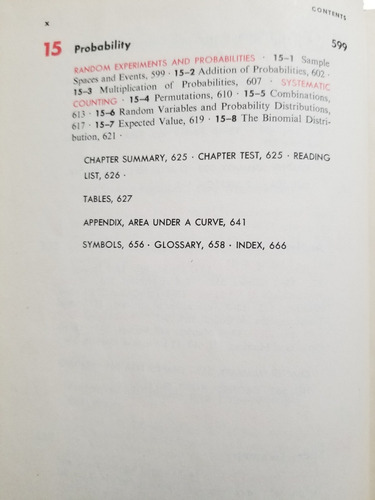 CONTENTS
x
15 Probability 599
RANDOM EXPERIMENTS AND PROBABILITIES · 15–1 Sample
Spaces and Events, 599 · 15–2 Addition of Probabilities, 602 ·
15–3 Multiplication of Probabilities, 607 · SYSTEMATIC
COUNTING · 15–4 Permutations, 610 · 15–5 Combinations,
613 · 15–6 Random Variables and Probability Distributions,
617 · 15–7 Expected Value, 619 · 15–8 The Binomial Distri-
bution, 621 ·
CHAPTER SUMMARY, 625 · CHAPTER TEST, 625 · READING
LIST, 626 ·
TABLES, 627
APPENDIX, AREA UNDER A CURVE, 641
SYMBOLS, 656 · GLOSSARY, 658 · INDEX, 666